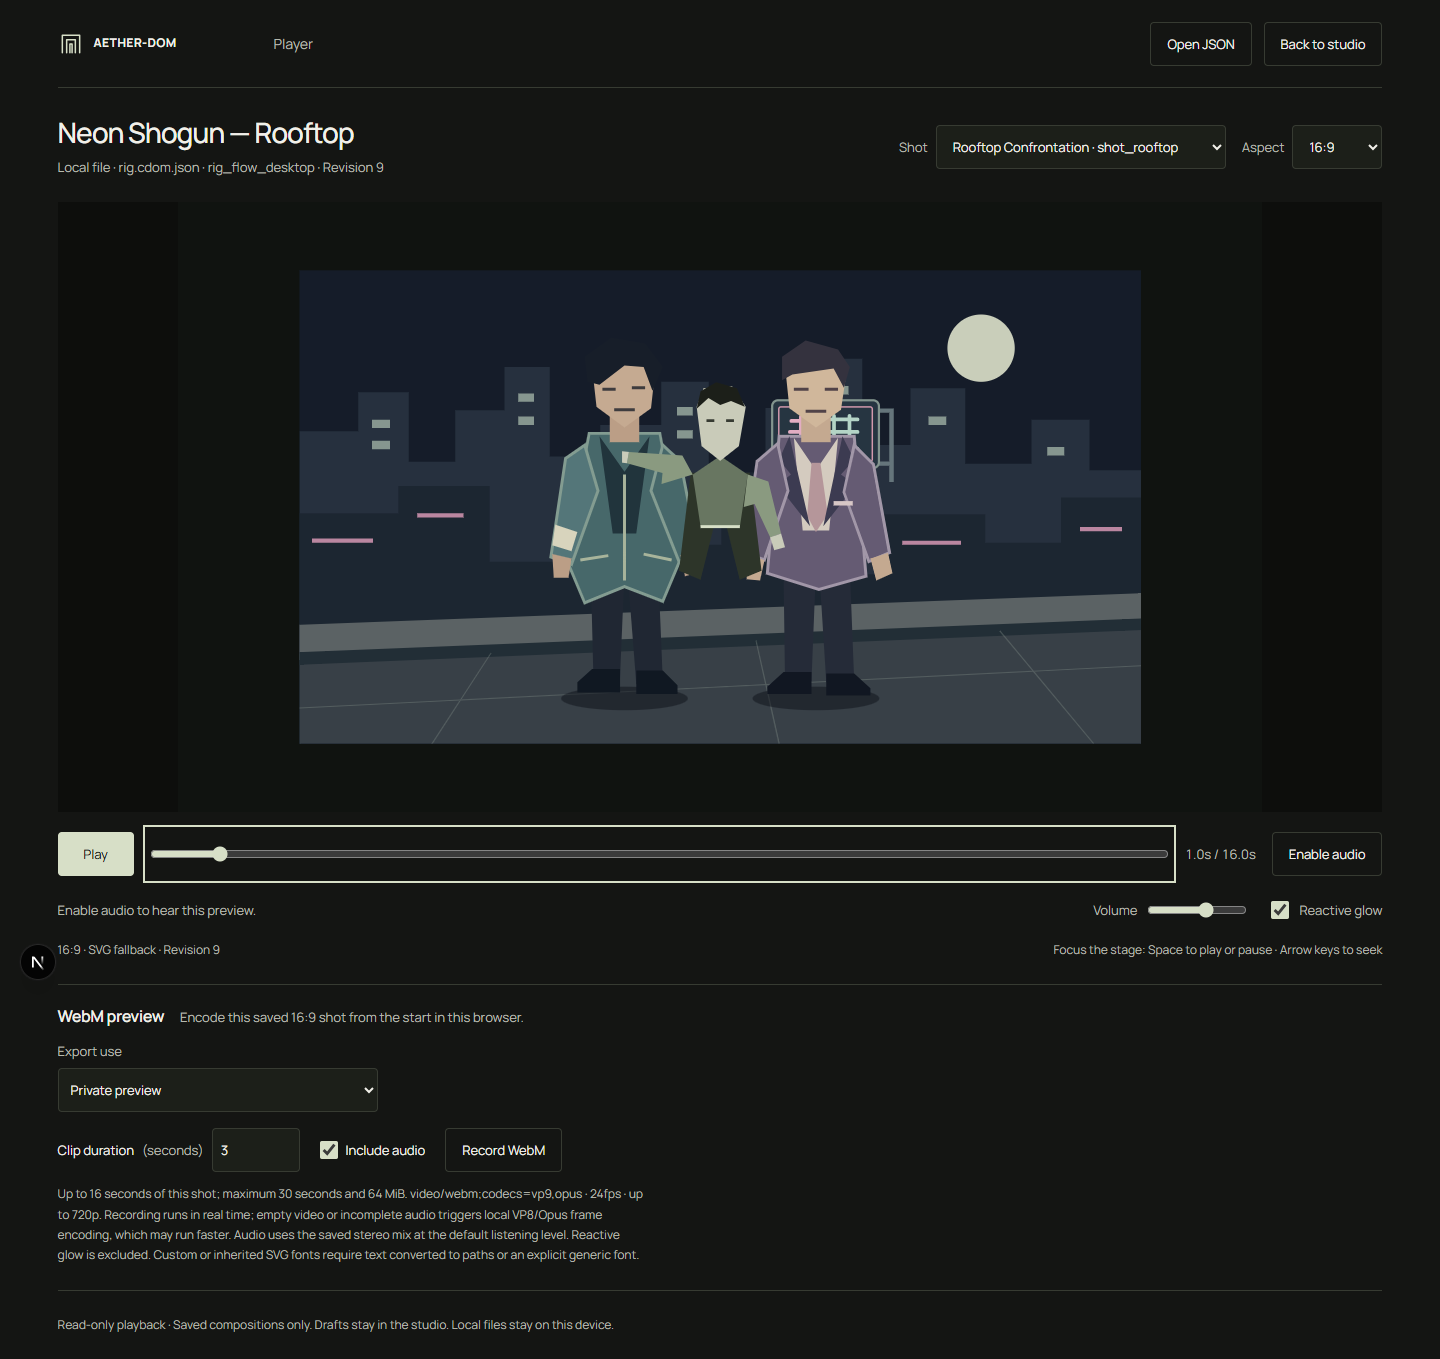 AETHER-DOM
Player
Open JSON
Back to studio
Neon Shogun — Rooftop
Local file · rig.cdom.json · rig_flow_desktop · Revision 9
Shot
Rooftop Confrontation · shot_rooftop
Aspect
16:9
Play
1.0s / 16.0s
Enable audio
Enable audio to hear this preview.
Volume
Reactive glow
N
16:9 · SVG fallback · Revision 9
Focus the stage: Space to play or pause · Arrow keys to seek
WebM preview
Encode this saved 16:9 shot from the start in this browser.
Export use
Private preview
Clip duration (seconds)
3
Include audio
Record WebM
Up to 16 seconds of this shot; maximum 30 seconds and 64 MiB. video/webm;codecs=vp9,opus · 24fps · up
to 720p. Recording runs in real time; empty video or incomplete audio triggers local VP8/Opus frame
encoding, which may run faster. Audio uses the saved stereo mix at the default listening level. Reactive
glow is excluded. Custom or inherited SVG fonts require text converted to paths or an explicit generic font.
Read-only playback · Saved compositions only. Drafts stay in the studio. Local files stay on this device.